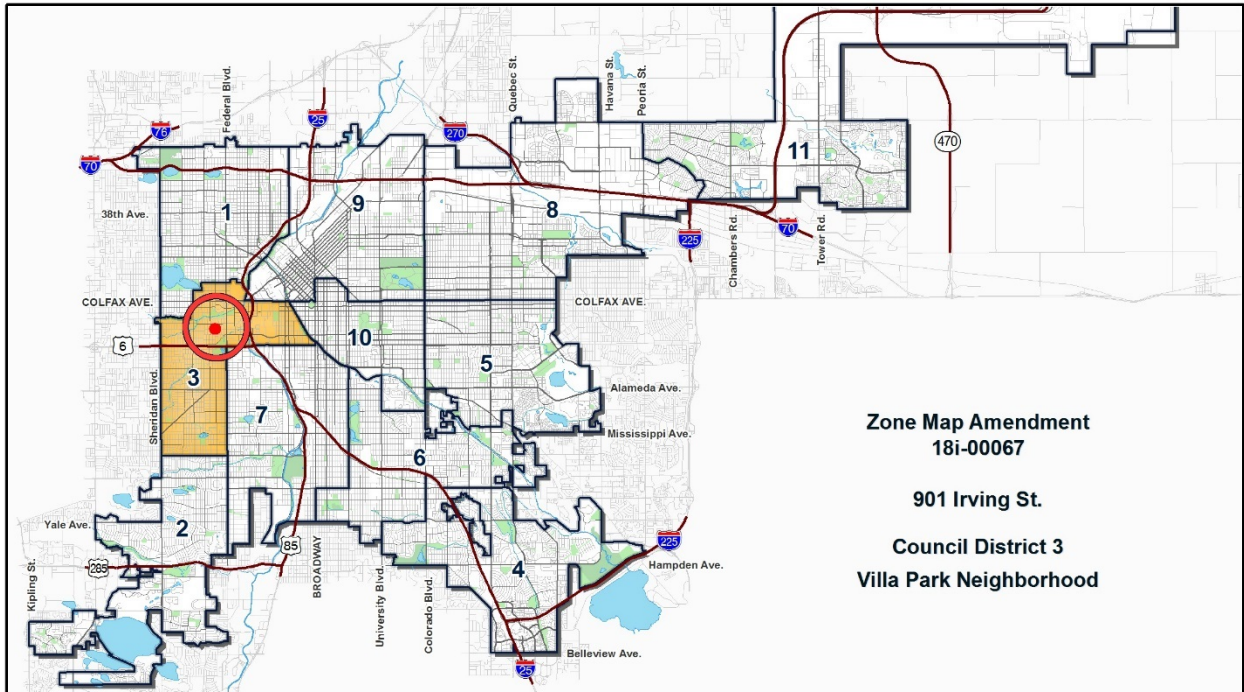 Federal Blvd.
Quebec St.
Havana St.
Peoria St.
76
25
270
70
470
11
38th Ave.
1
9
8
225
Chambers Rd.
70
Tower Rd.
COLFAX AVE.
COLFAX AVE.
6
10
3
5
Sheridan Blvd.
Alameda Ave.
7
Mississippi Ave.
6
Yale Ave.
2
85
BROADWAY
225
Hampden Ave.
285
Kipling St.
University Blvd.
Colorado Blvd.
4
Belleview Ave.
25
Zone Map Amendment
18i-00067
901 Irving St.
Council District 3
Villa Park Neighborhood